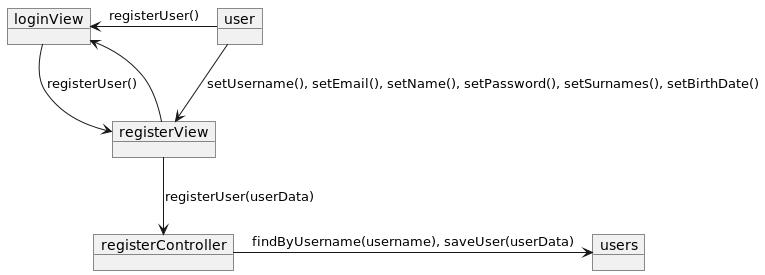 loginView
registerUser()
user
registerUser()
setUsername(), setEmail(), setName(), setPassword(), setSurnames(), setBirthDate()
registerView
registerUser(userData)
registerController
findByUsername(username), saveUser(userData)
users